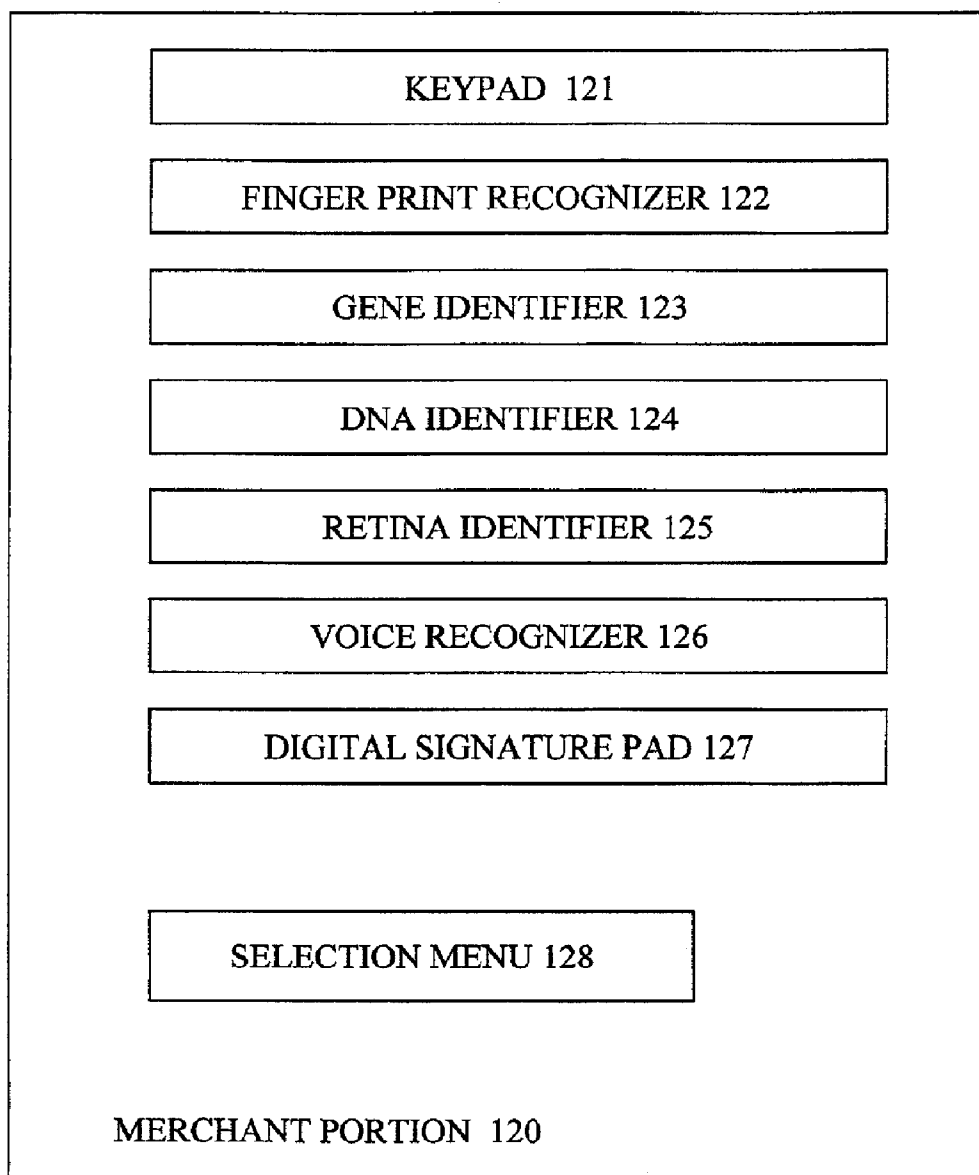 KEYPAD 121
FINGER PRINT RECOGNIZER 122
GENE IDENTIFIER 123
DNA IDENTIFIER 124
RETINA IDENTIFIER 125
VOICE RECOGNIZER 126
DIGITAL SIGNATURE PAD 127
SELECTION MENU 128
MERCHANT PORTION 120